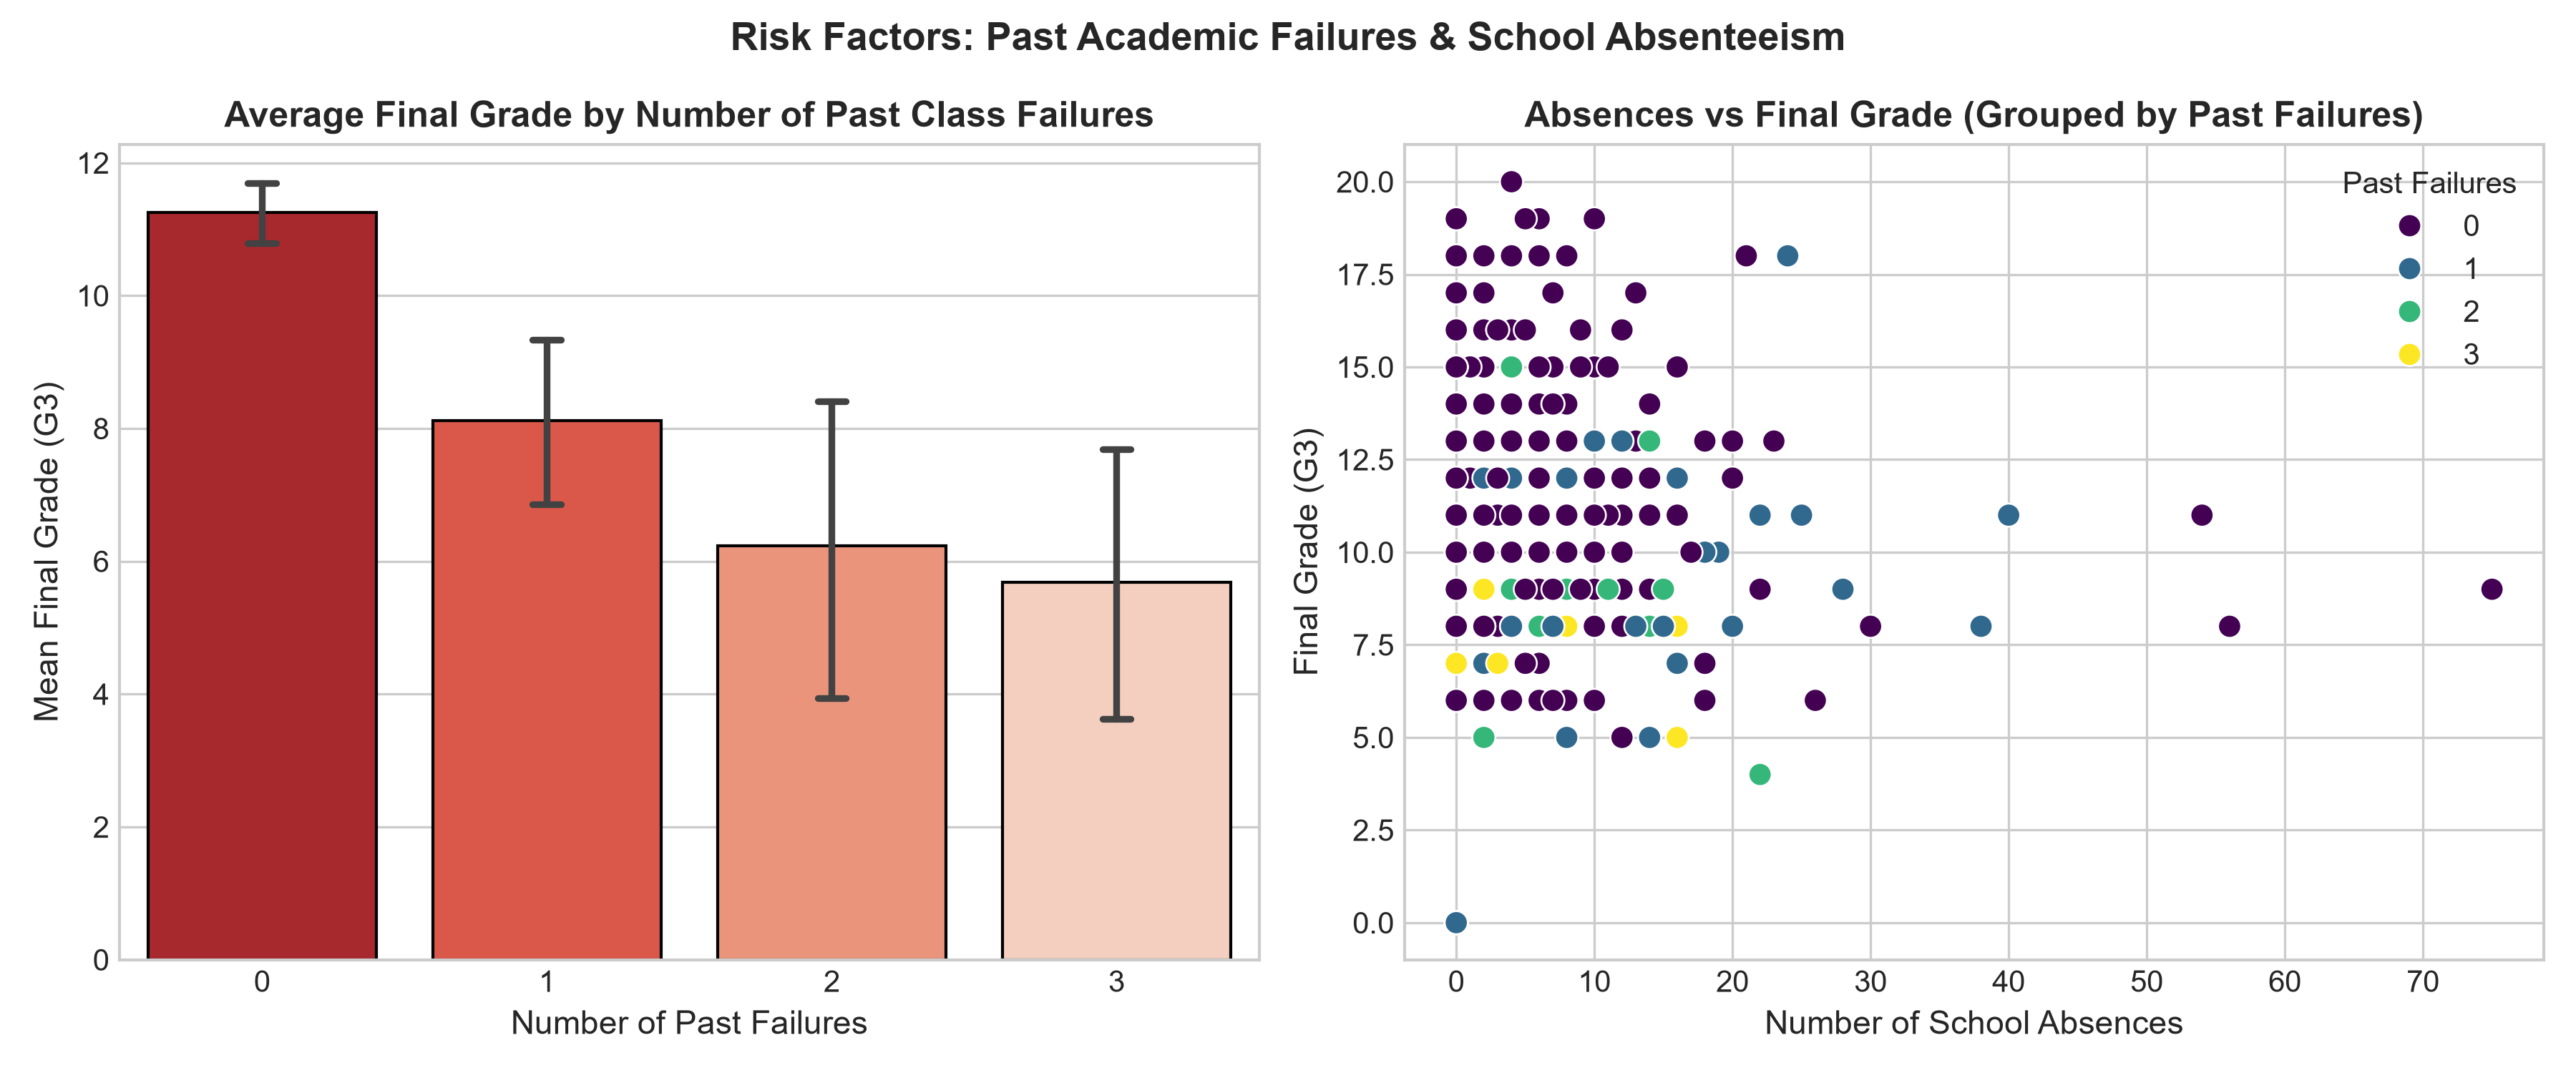 Risk Factors: Past Academic Failures & School Absenteeism
Average Final Grade by Number of Past Class Failures
12
10
8
6
4
2
0
Mean Final Grade (G3)
0 1 2 3
Number of Past Failures
Absences vs Final Grade (Grouped by Past Failures)
20.0
17.5
15.0
12.5
10.0
7.5
5.0
2.5
0.0
Final Grade (G3)
Past Failures
0
1
2
3
0 10 20 30 40 50 60 70
Number of School Absences